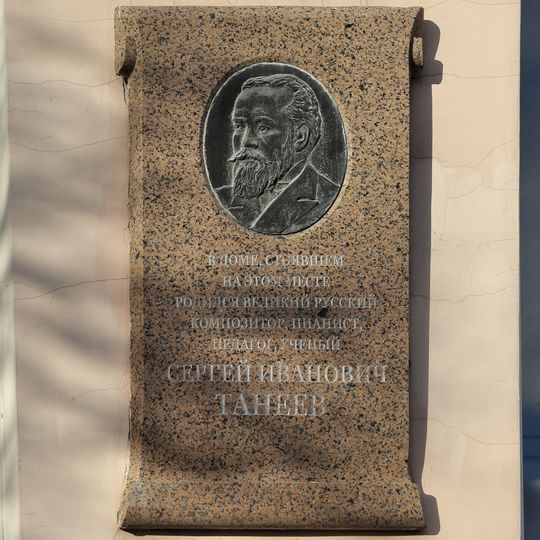 В ДОМЕ, СТОЯВШЕМ
НА ЭТОМ МЕСТЕ
РОДИЛСЯ ВЕЛИКИЙ РУССКИЙ
КОМПОЗИТОР, ПИАНИСТ,
ПЕДАГОГ, УЧЕНЫЙ
СЕРГЕЙ ИВАНОВИЧ
ТАНЕЕВ